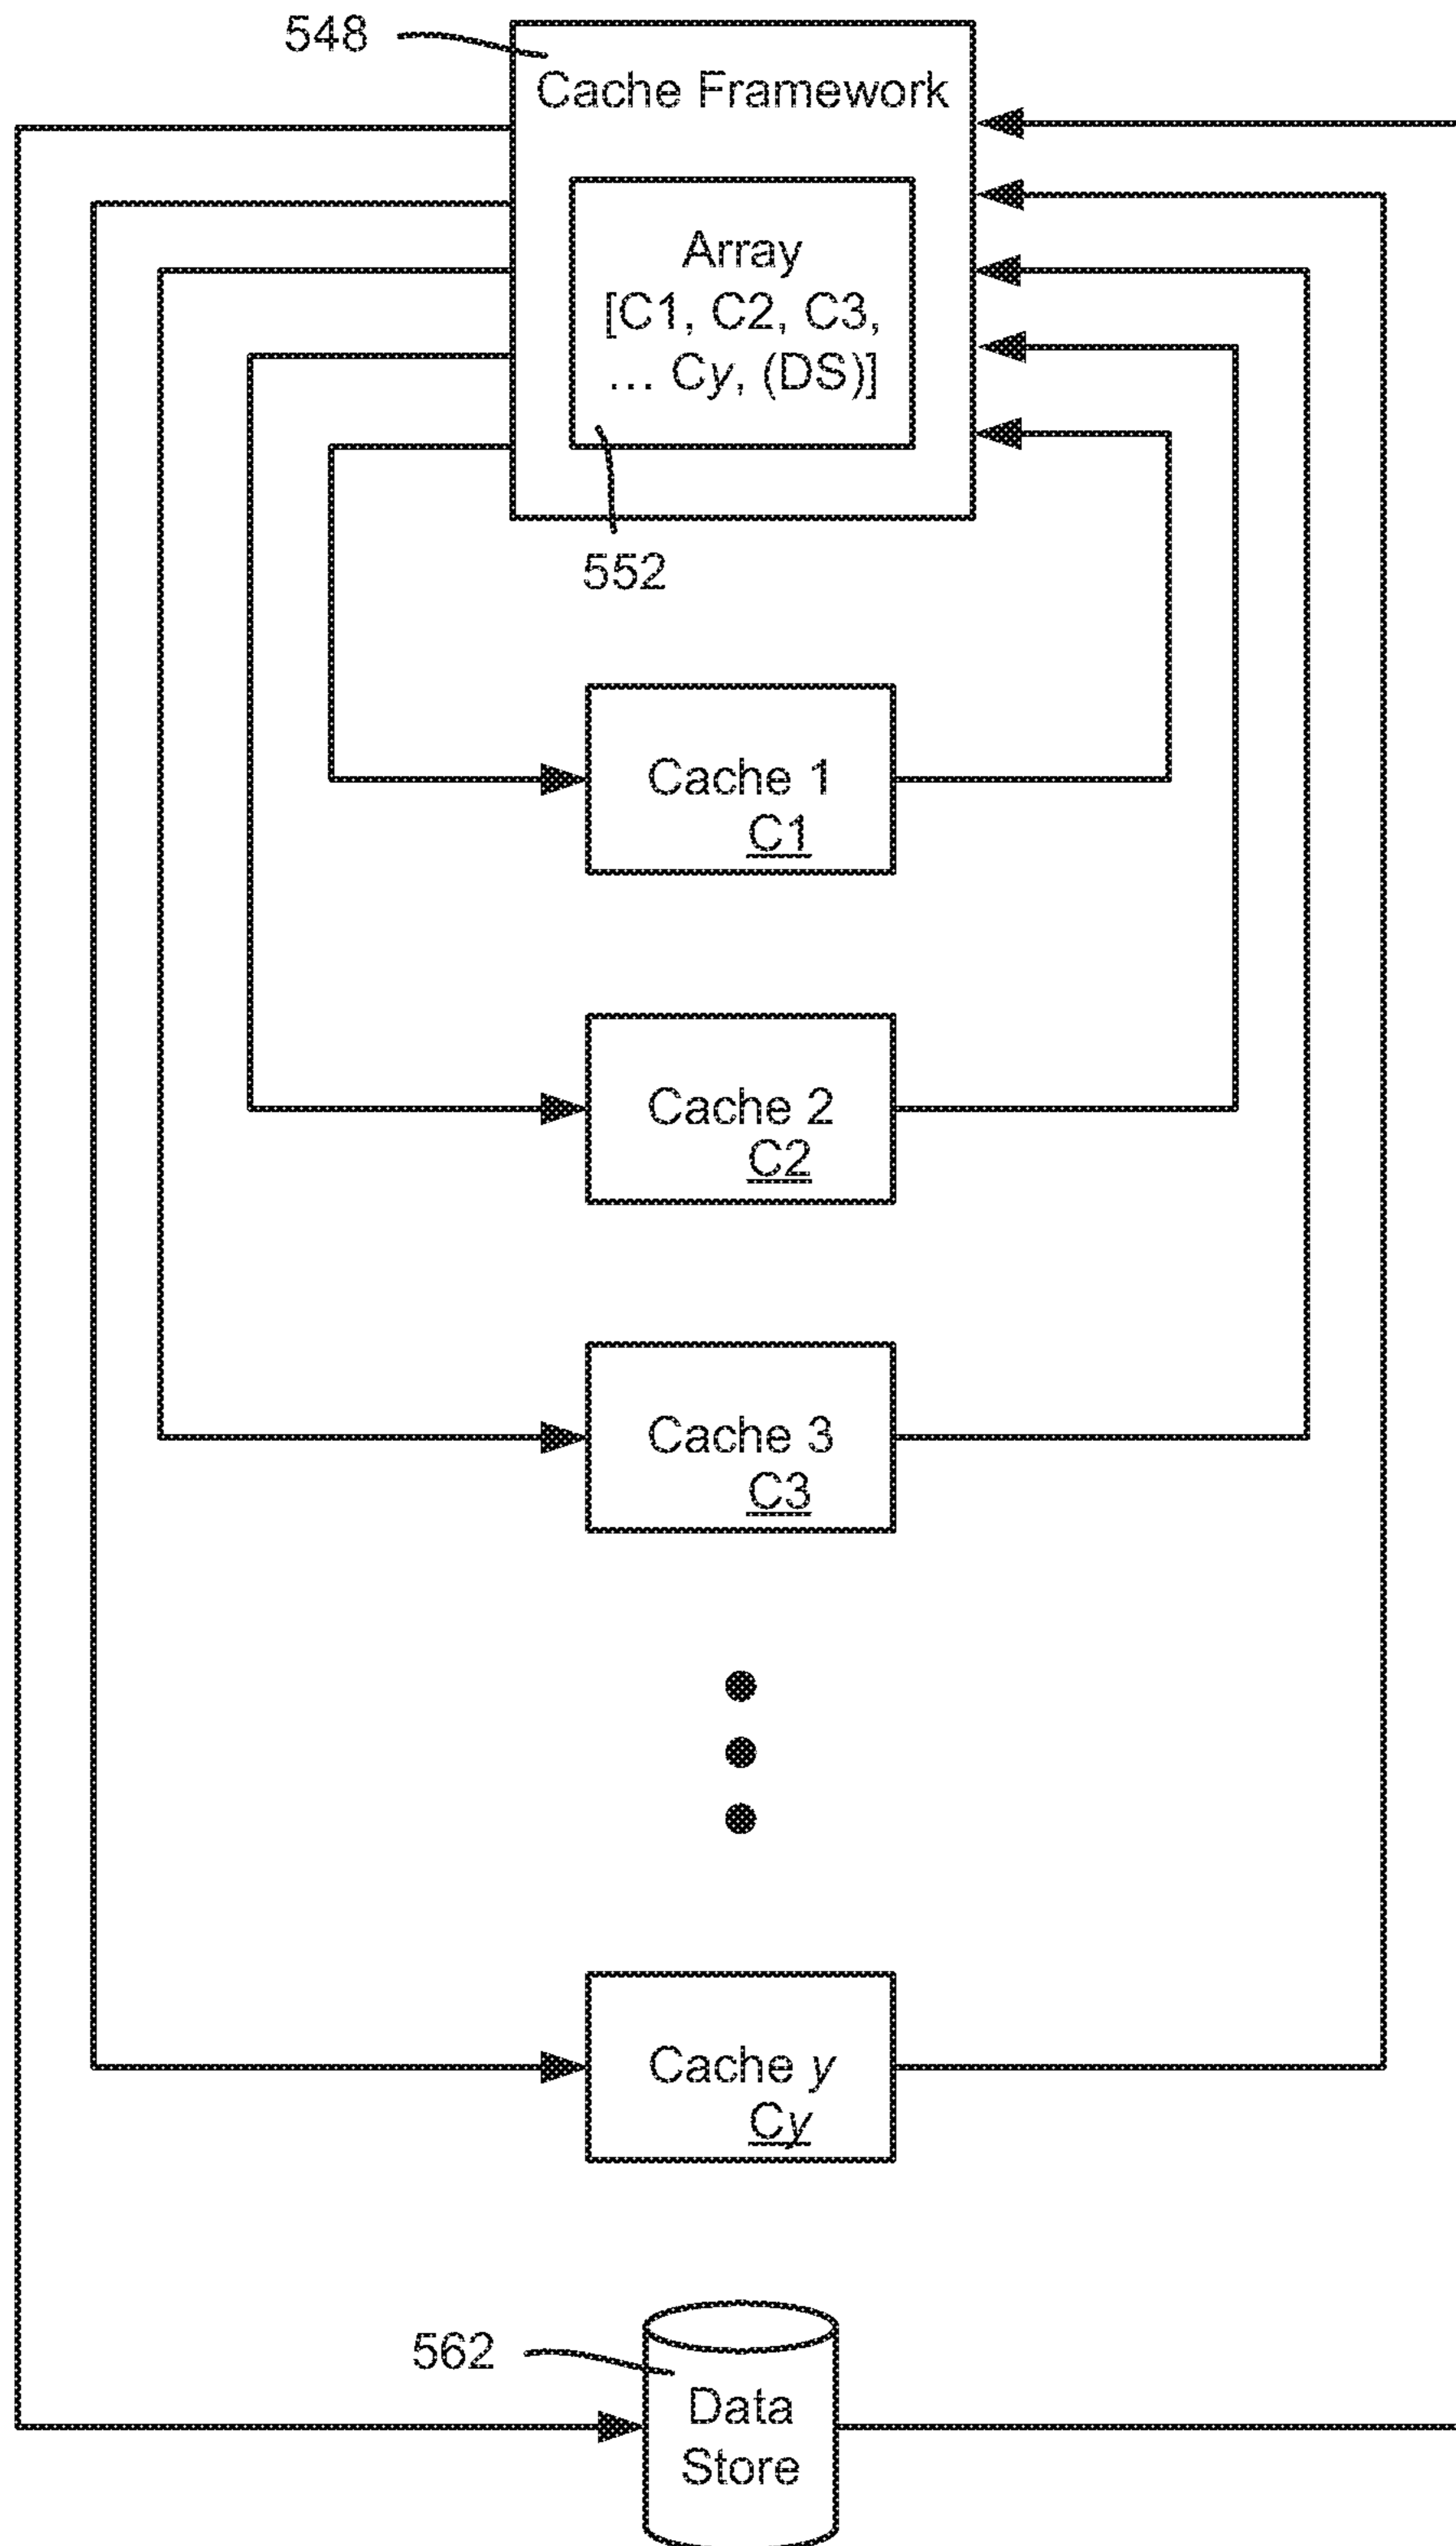 548
Cache Framework
Array
[C1, C2, C3,
... Cy, (DS)]
552
Cache 1
C1
Cache 2
C2
Cache 3
C3
Cache y
Cy
562
Data
Store